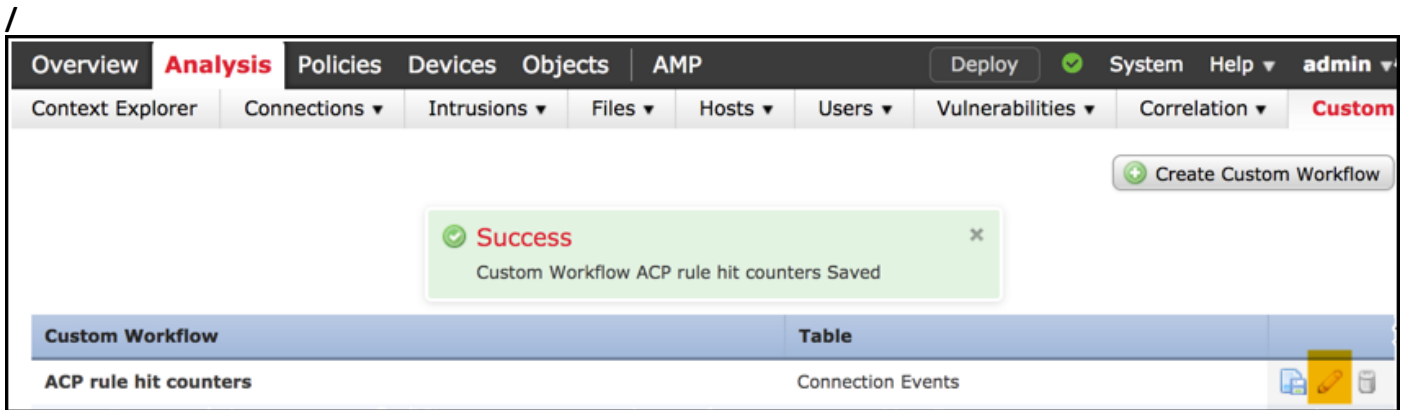 /
Overview Analysis Policies Devices Objects AMP Deploy System Help admin
Context Explorer Connections Intrusions Files Hosts Users Vulnerabilities Correlation Custom
Create Custom Workflow
Success
Custom Workflow ACP rule hit counters Saved
Custom Workflow Table
ACP rule hit counters Connection Events